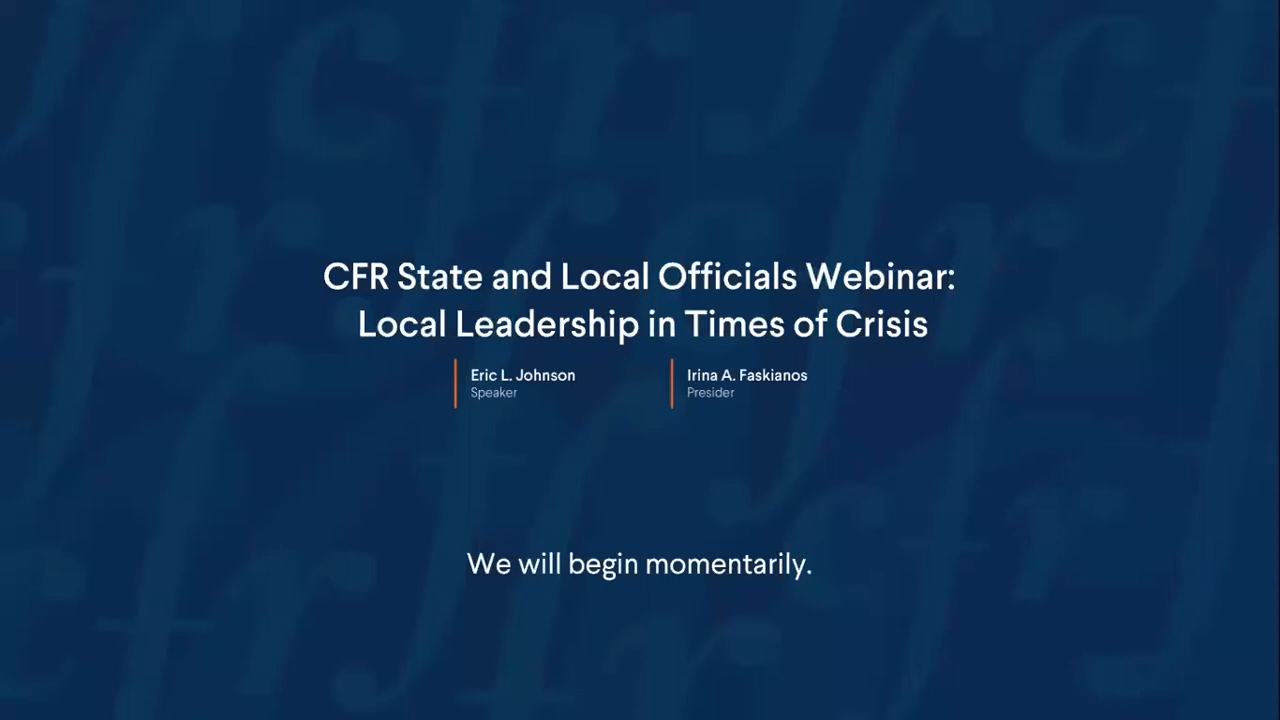 CFR State and Local Officials Webinar:
Local Leadership in Times of Crisis
Eric L. Johnson
Speaker
Irina A. Faskianos
Presider
We will begin momentarily.